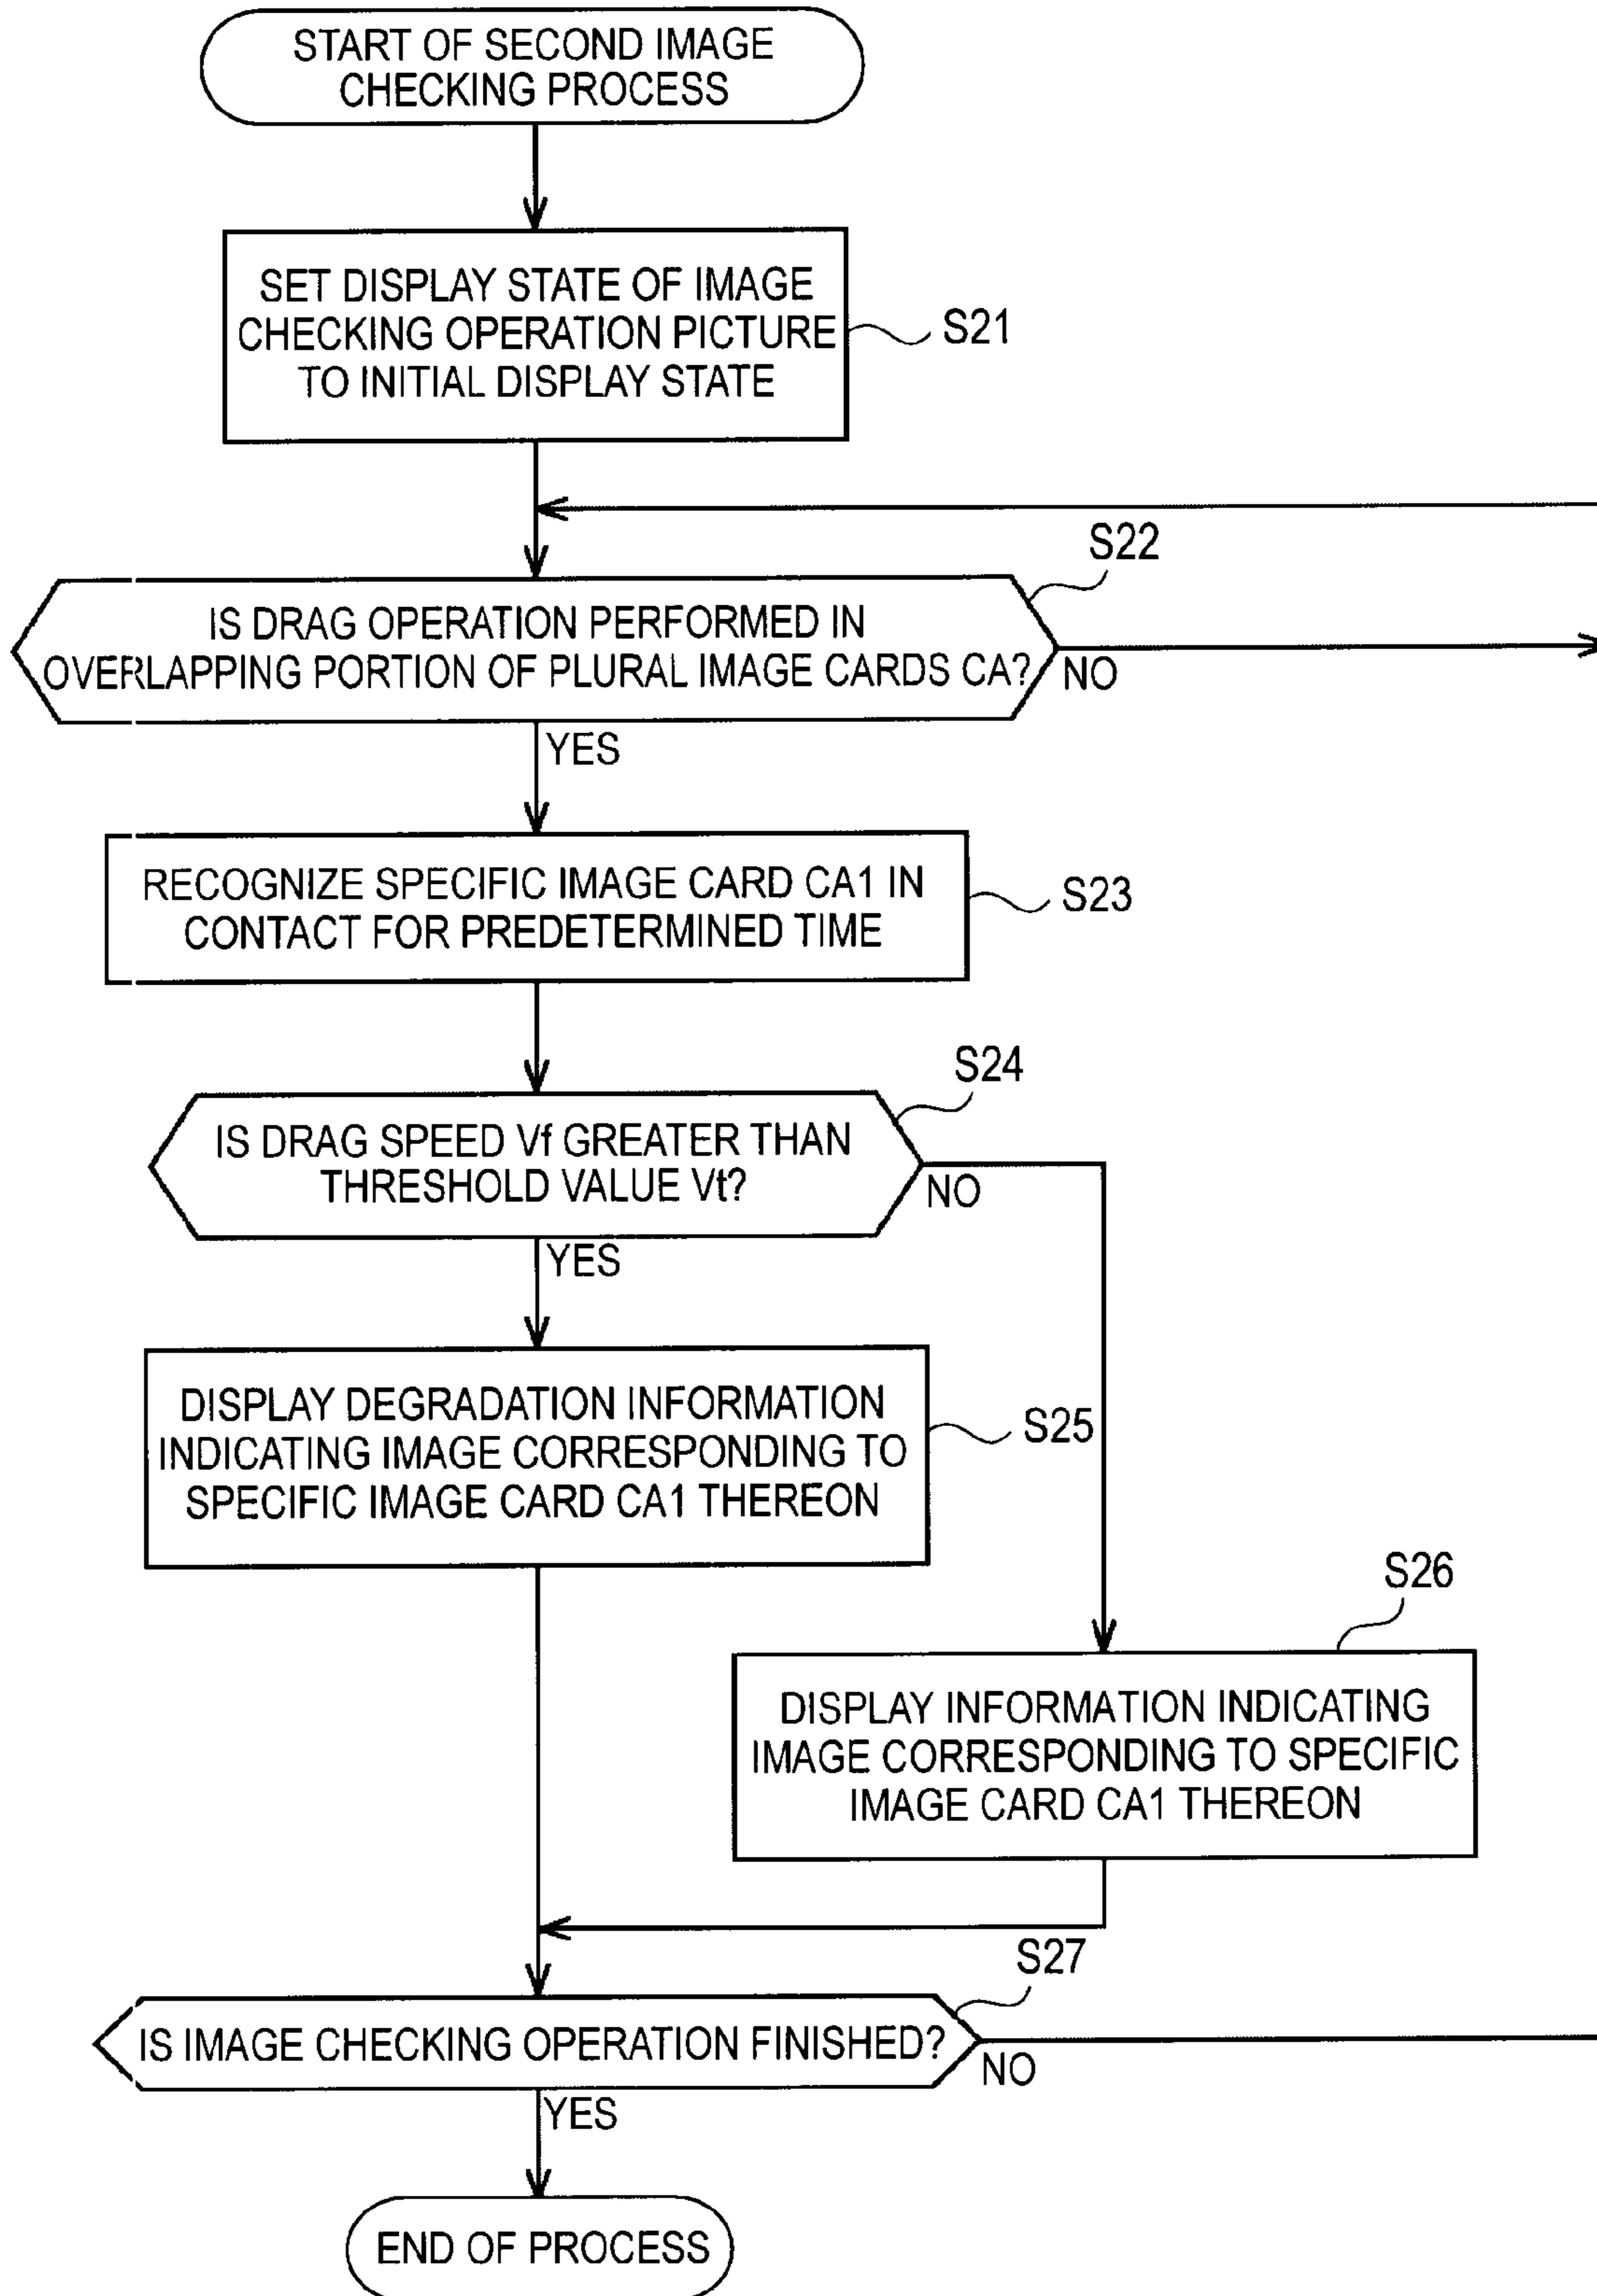 START OF SECOND IMAGE
CHECKING PROCESS
SET DISPLAY STATE OF IMAGE
CHECKING OPERATION PICTURE
TO INITIAL DISPLAY STATE
S21
S22
IS DRAG OPERATION PERFORMED IN
OVERLAPPING PORTION OF PLURAL IMAGE CARDS CA?
NO
YES
RECOGNIZE SPECIFIC IMAGE CARD CA1 IN
CONTACT FOR PREDETERMINED TIME
S23
S24
IS DRAG SPEED Vf GREATER THAN
THRESHOLD VALUE Vt?
NO
YES
DISPLAY DEGRADATION INFORMATION
INDICATING IMAGE CORRESPONDING TO
SPECIFIC IMAGE CARD CA1 THEREON
S25
S26
DISPLAY INFORMATION INDICATING
IMAGE CORRESPONDING TO SPECIFIC
IMAGE CARD CA1 THEREON
S27
IS IMAGE CHECKING OPERATION FINISHED?
NO
YES
END OF PROCESS